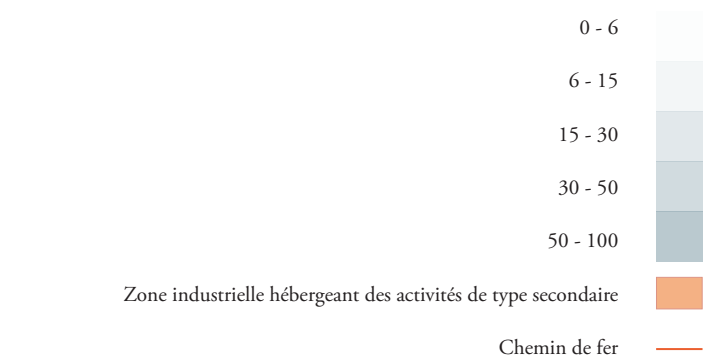 0 - 6
6 - 15
15 - 30
30 - 50
50 - 100
Zone industrielle hébergeant des activités de type secondaire
Chemin de fer